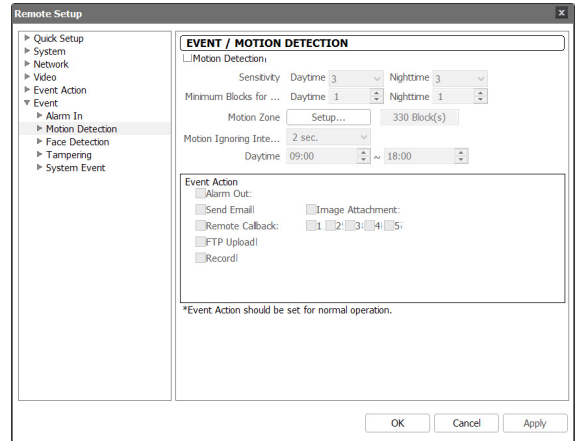 Remote Setup
Quick Setup
System
Network
Video
Event Action
Event
Alarm In
Motion Detection
Face Detection
Tampering
System Event
EVENT / MOTION DETECTION
Motion Detection
Sensitivity Daytime 3 Nighttime 3
Minimum Blocks for ... Daytime 1 Nighttime 1
Motion Zone Setup... 330 Block(s)
Motion Ignoring Inte... 2 sec.
Daytime 09:00 ~ 18:00
Event Action
Alarm Out:
Send Email Image Attachment:
Remote Callback: 1 2 3 4 5
FTP Upload
Record
*Event Action should be set for normal operation.
OK Cancel Apply